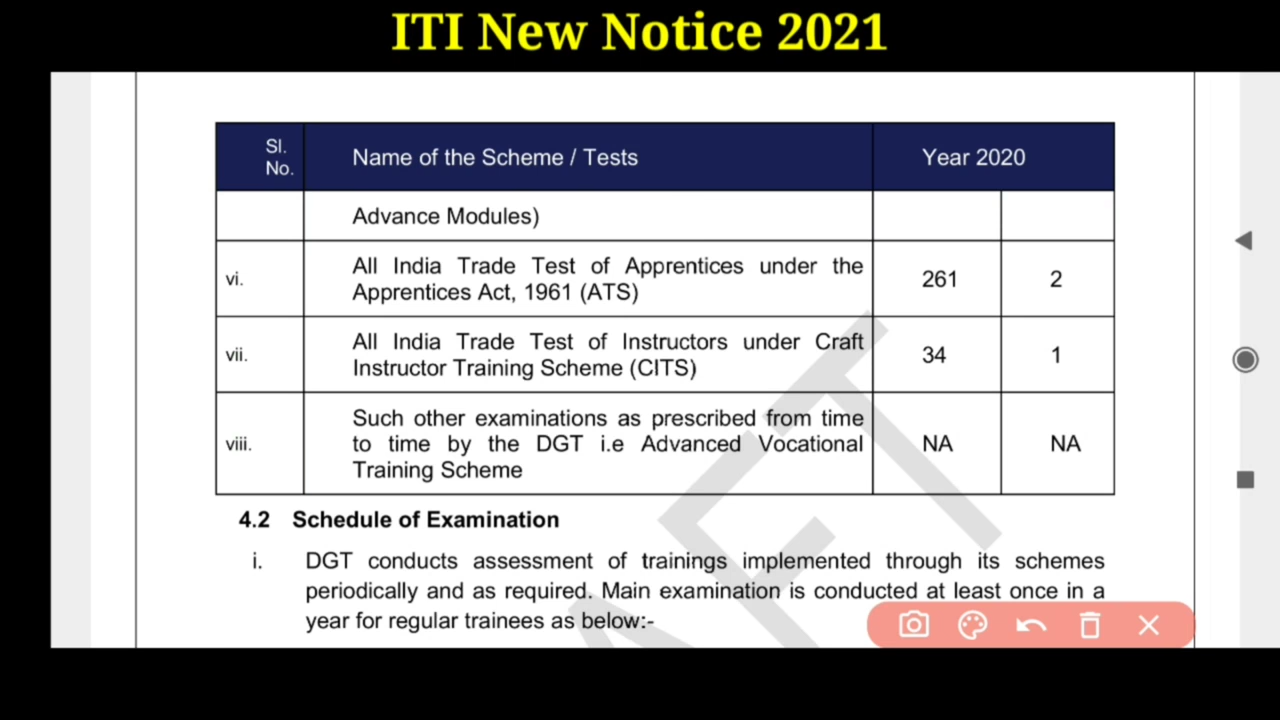 ITI New Notice 2021
Sl.
No.
Name of the Scheme / Tests
Year 2020
Advance Modules)
vi.
All India Trade Test of Apprentices under the
Apprentices Act, 1961 (ATS)
261
2
vii.
All India Trade Test of Instructors under Craft
Instructor Training Scheme (CITS)
34
1
viii.
Such other examinations as prescribed from time
to time by the DGT i.e Advanced Vocational
Training Scheme
NA
NA
4.2 Schedule of Examination
i. DGT conducts assessment of trainings implemented through its schemes
periodically and as required. Main examination is conducted at least once in a
year for regular trainees as below:-